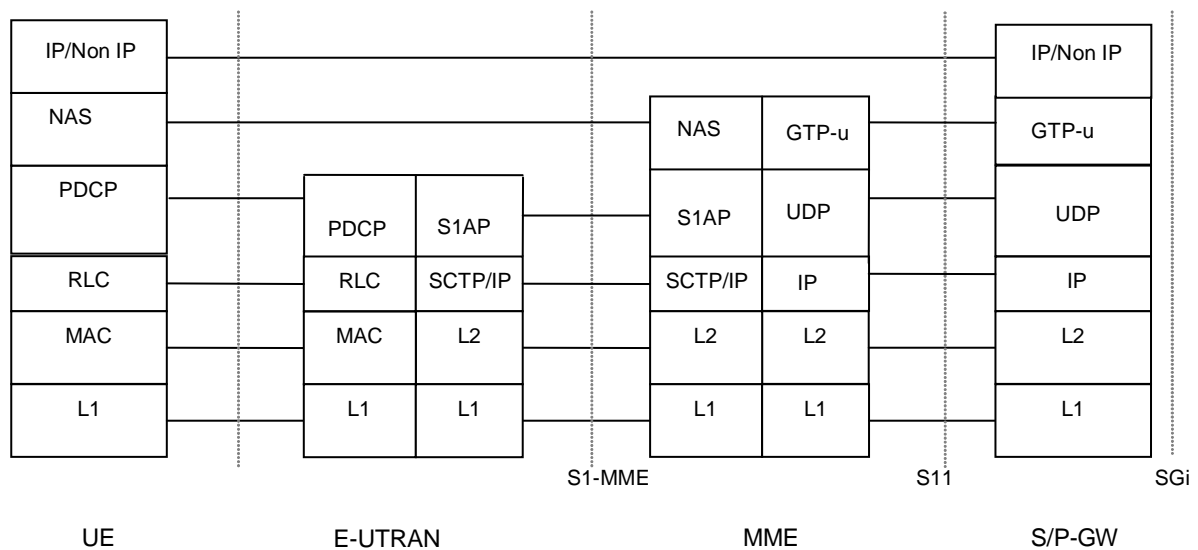 IP/Non IP
IP/Non IP
NAS
NAS
GTP-u
GTP-u
PDCP
PDCP
S1AP
S1AP
UDP
UDP
RLC
RLC
SCTP/IP
SCTP/IP
IP
IP
MAC
MAC
L2
L2
L2
L2
L1
L1
L1
L1
L1
L1
S1-MME
S11
SGi
UE
E-UTRAN
MME
S/P-GW